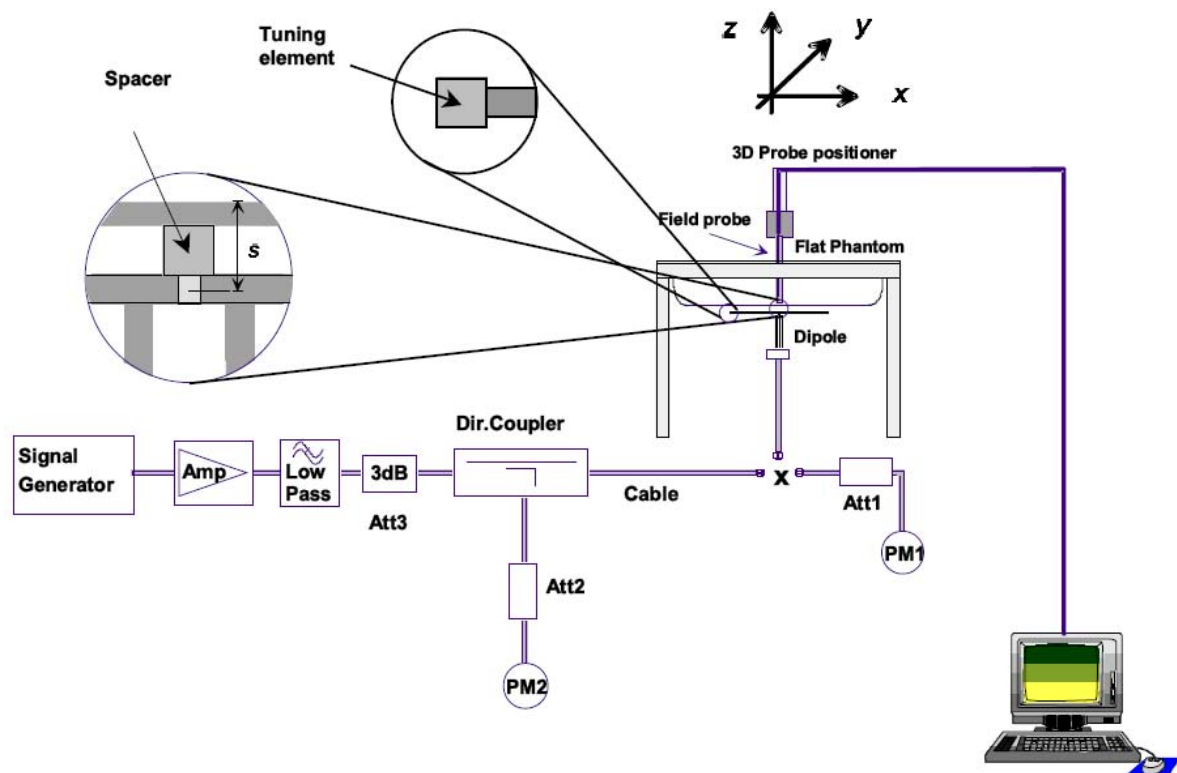 Tuning
element
Spacer
z
y
x
3D Probe positioner
Field probe
Flat Phantom
s
Dipole
Dir.Coupler
Signal
Generator
Amp
Low
Pass
3dB
Att3
Cable
x
Att1
PM1
Att2
PM2